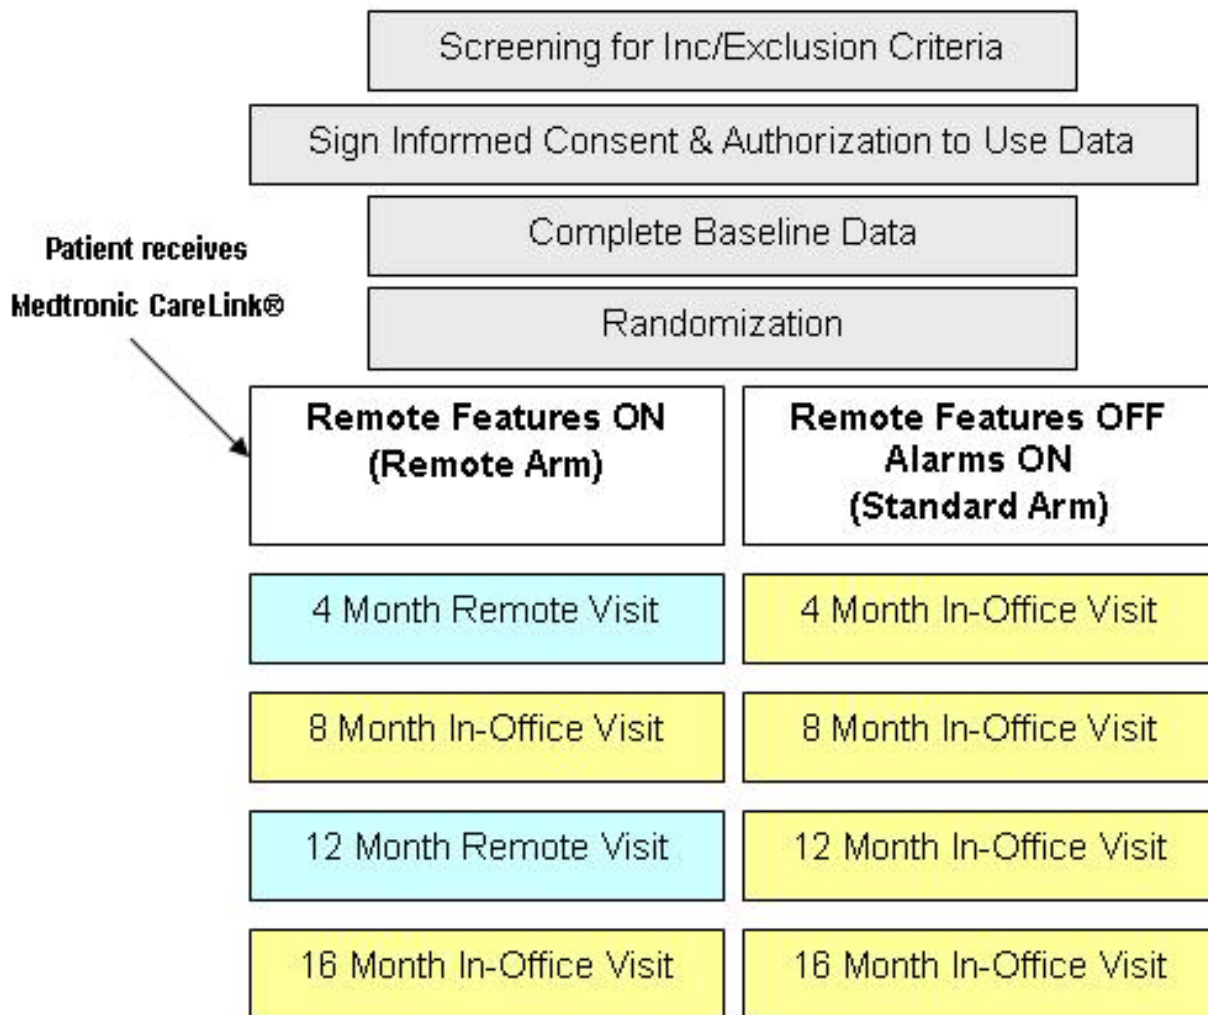 Screening for Inc/Exclusion Criteria
Sign Informed Consent & Authorization to Use Data
Complete Baseline Data
Patient receives
Medtronic CareLink®
Randomization
Remote Features ON
(Remote Arm)
Remote Features OFF
Alarms ON
(Standard Arm)
4 Month Remote Visit
4 Month In-Office Visit
8 Month In-Office Visit
8 Month In-Office Visit
12 Month Remote Visit
12 Month In-Office Visit
16 Month In-Office Visit
16 Month In-Office Visit